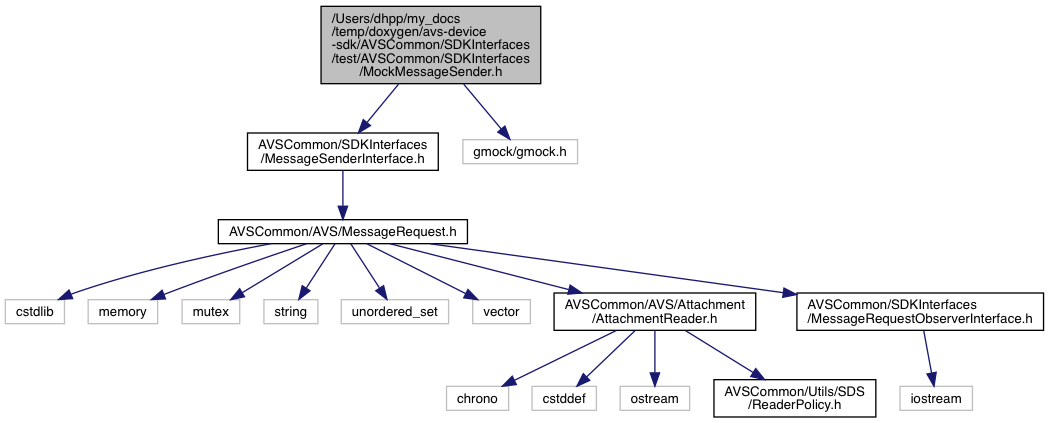 /Users/dhpp/my_docs
/temp/doxygen/avs-device
-sdk/AVSCommon/SDKInterfaces
/test/AVSCommon/SDKInterfaces
/MockMessageSender.h
AVSCommon/SDKInterfaces
/MessageSenderInterface.h
gmock/gmock.h
AVSCommon/AVS/MessageRequest.h
cstdlib
memory
mutex
string
unordered_set
vector
AVSCommon/AVS/Attachment
/AttachmentReader.h
AVSCommon/SDKInterfaces
/MessageRequestObserverInterface.h
chrono
cstddef
ostream
AVSCommon/Utils/SDS
/ReaderPolicy.h
iostream